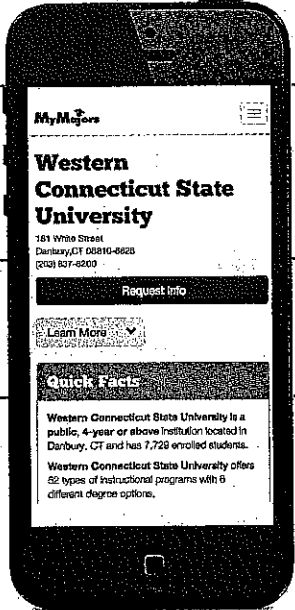 MyMajors
Western
Connecticut State
University
181 White Street
Danbury, CT 06810-6826
(203) 837-8200
Request Info
Learn More
Quick Facts
Western Connecticut State University is a
public, 4-year or above institution located in
Danbury, CT and has 7,729 enrolled students.
Western Connecticut State University offers
52 types of instructional programs with 6
different degree options.